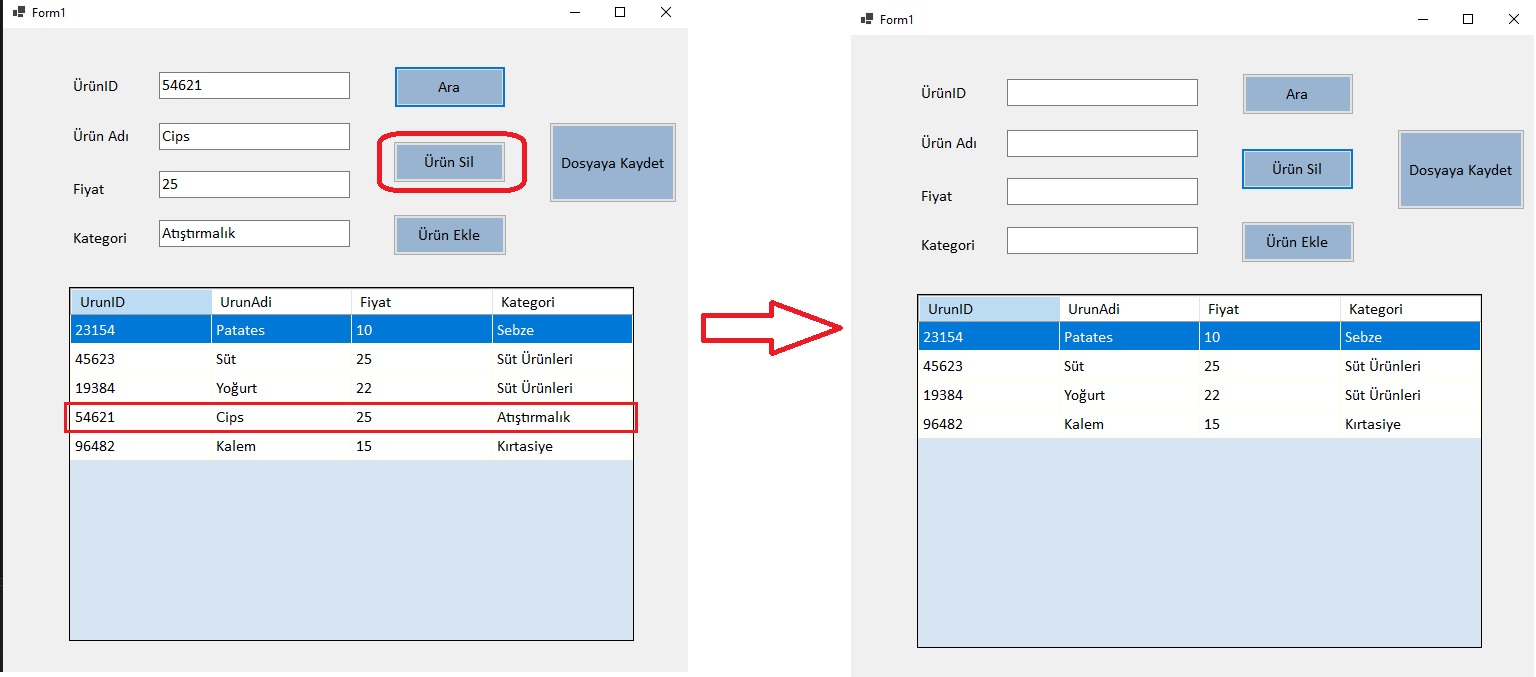 Form1
ÜrünID 54621 Ara
Ürün Adı Cips
Ürün Sil
Dosyaya Kaydet
Fiyat 25
Kategori Atıştırmalık Ürün Ekle
UrunID UrunAdi Fiyat Kategori
23154 Patates 10 Sebze
45623 Süt 25 Süt Ürünleri
19384 Yoğurt 22 Süt Ürünleri
54621 Cips 25 Atıştırmalık
96482 Kalem 15 Kırtasiye
Form1
ÜrünID Ara
Ürün Adı
Ürün Sil
Dosyaya Kaydet
Fiyat
Kategori Ürün Ekle
UrunID UrunAdi Fiyat Kategori
23154 Patates 10 Sebze
45623 Süt 25 Süt Ürünleri
19384 Yoğurt 22 Süt Ürünleri
96482 Kalem 15 Kırtasiye